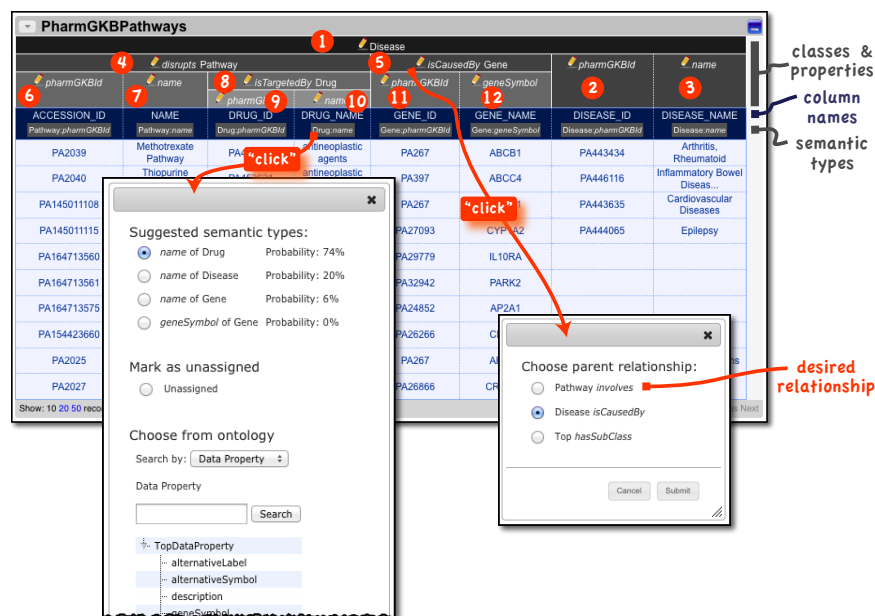 PharmGKBPathways
1 Disease
4 disrupts Pathway
5 isCausedBy Gene
pharmGKBId
name
classes &
properties
pharmGKBId
name
8 isTargetedBy Drug
pharmGKBId
geneSymbol
2
3
6
7
9
name 10
11
12
column
names
ACCESSION_ID NAME DRUG_ID DRUG_NAME GENE_ID GENE_NAME DISEASE_ID DISEASE_NAME
Pathway:pharmGKBId Pathway:name Drug:pharmGKBId Drug:name Gene:pharmGKBId Gene:geneSymbol Disease:pharmGKBId Disease:name
semantic
types
PA2039 Methotrexate Pathway antineoplastic agents PA267 ABCB1 PA443434 Arthritis, Rheumatoid
"click"
PA2040 Thiopurine antineoplastic PA397 ABCC4 PA446116 Inflammatory Bowel Diseas...
PA145011108 PA267 PA443635 Cardiovascular Diseases
"click"
PA145011115 PA27093 PA444065 Epilepsy
PA164713560 PA29779 IL10RA
PA164713561 PA32942 PARK2
PA164713575 PA24852 AP2A1
PA154423660 PA26266
PA2025 PA267
PA2027 PA26866
Show: 10 20 50 Next
Suggested semantic types:
name of Drug Probability: 74%
name of Disease Probability: 20%
name of Gene Probability: 6%
geneSymbol of Gene Probability: 0%
Mark as unassigned
Unassigned
Choose from ontology
Search by: Data Property
Data Property
Search
TopDataProperty
alternativeLabel
alternativeSymbol
description
geneSymbol
Choose parent relationship:
Pathway involves
Disease isCausedBy
Top hasSubClass
Cancel Submit
desired
relationship